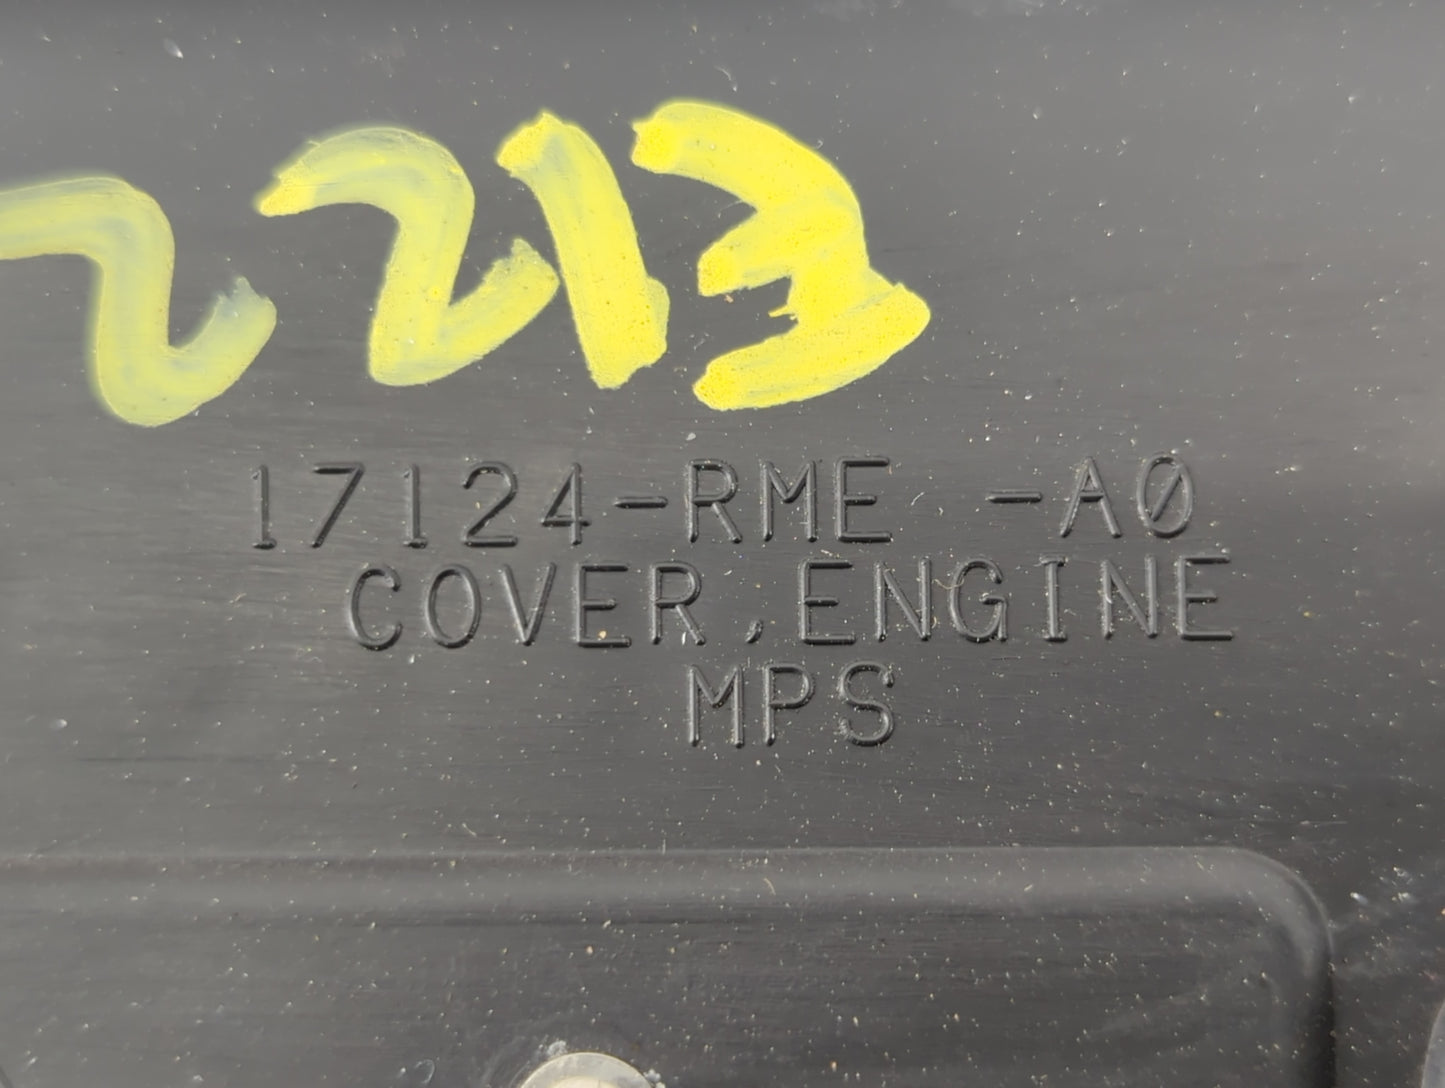 2213
17124-RME -A0
COVER,ENGINE
MPS